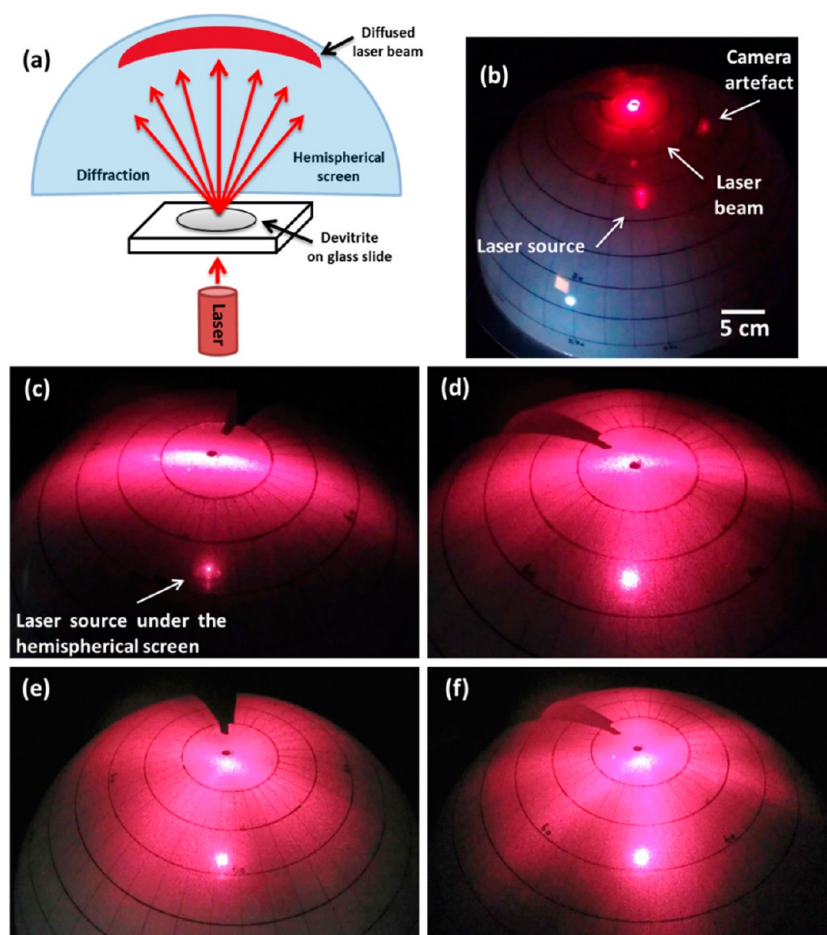 (a)
Diffused
laser beam
Diffraction
Hemispherical
screen
Devitrite
on glass slide
Laser
(b)
Camera
artefact
Laser
beam
Laser source
5 cm
(c)
Laser source under the
hemispherical screen
(d)
(e)
(f)